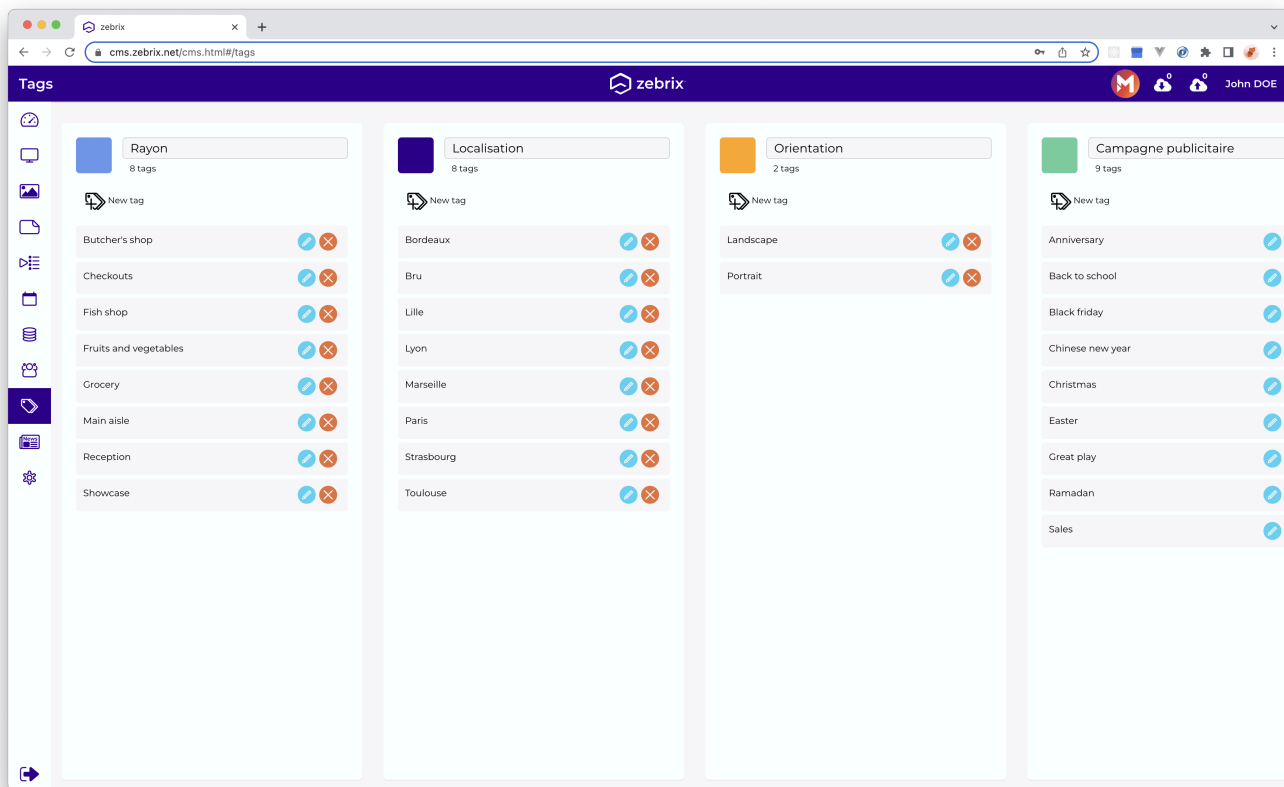 zebrix
cms.zebrix.net/cms.html#/tags
Tags
zebrix
0
0
John DOE
Rayon
8 tags
New tag
Butcher's shop
Checkouts
Fish shop
Fruits and vegetables
Grocery
Main aisle
Reception
Showcase
Localisation
8 tags
New tag
Bordeaux
Bru
Lille
Lyon
Marseille
Paris
Strasbourg
Toulouse
Orientation
2 tags
New tag
Landscape
Portrait
Campagne publicitaire
9 tags
New tag
Anniversary
Back to school
Black friday
Chinese new year
Christmas
Easter
Great play
Ramadan
Sales
News